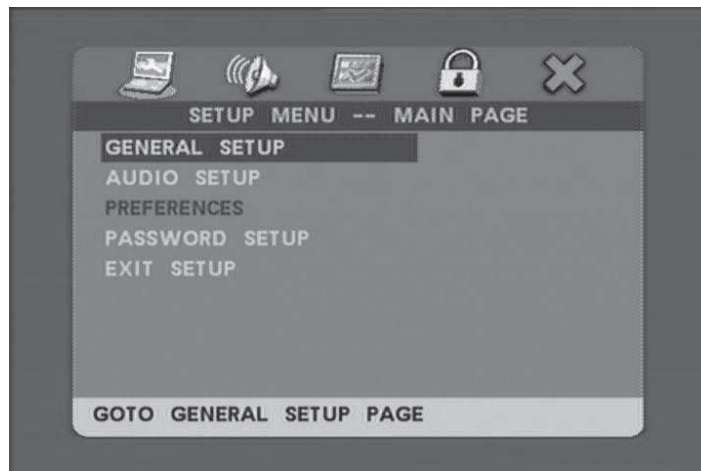 SETUP MENU -- MAIN PAGE
GENERAL SETUP
AUDIO SETUP
PREFERENCES
PASSWORD SETUP
EXIT SETUP
GOTO GENERAL SETUP PAGE